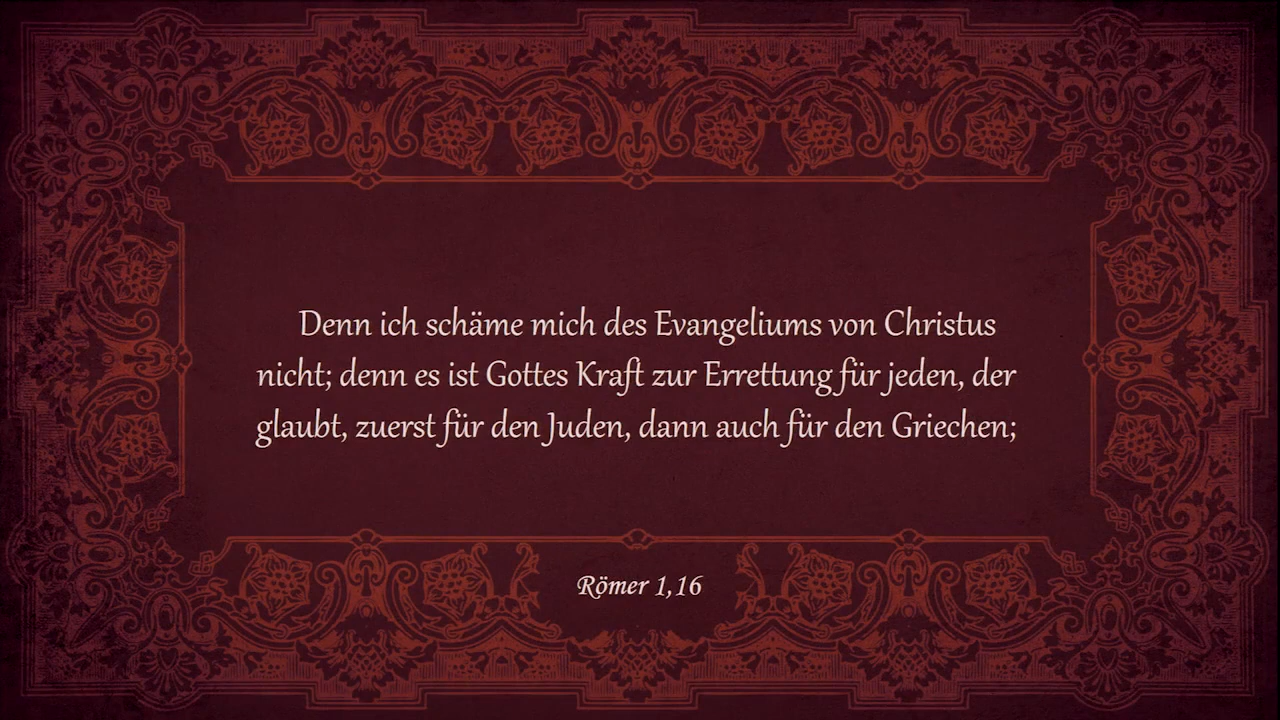 Denn ich schäme mich des Evangeliums von Christus
nicht; denn es ist Gottes Kraft zur Errettung für jeden, der
glaubt, zuerst für den Juden, dann auch für den Griechen;
Römer 1,16